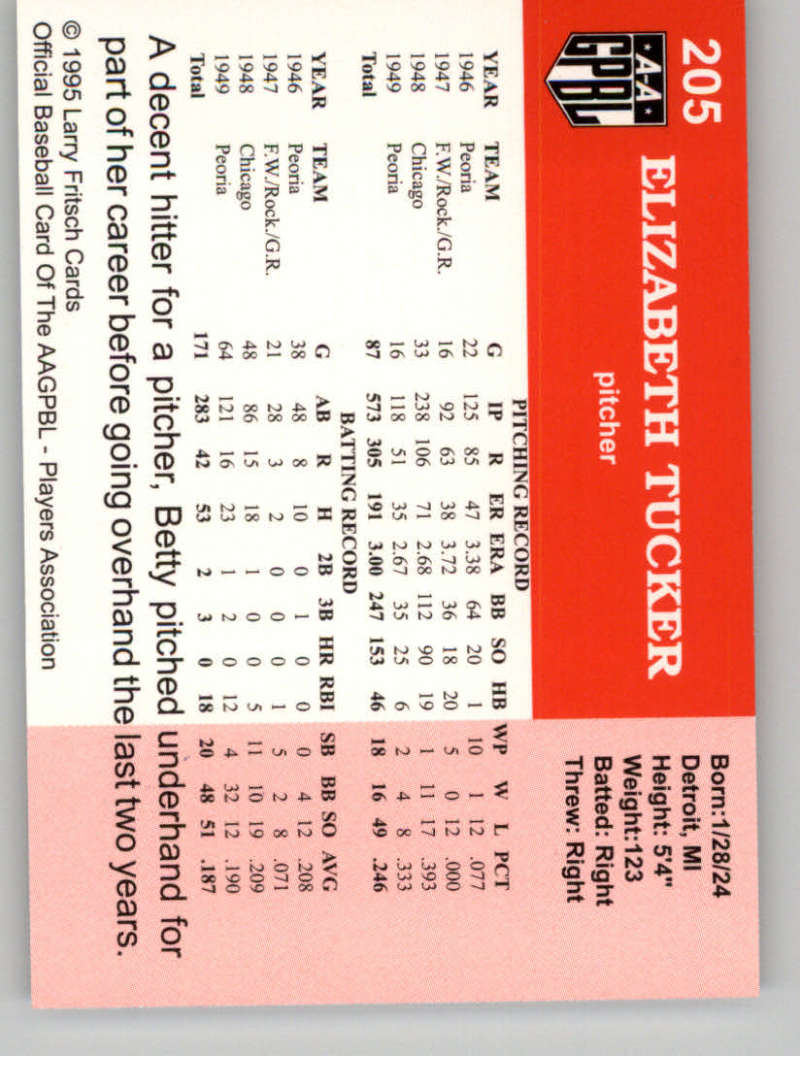 205
ELIZABETH TUCKER
pitcher
A-A
GPBL
Born:1/28/24
Detroit, MI
Height: 5'4"
Weight:123
Batted: Right
Threw: Right
PITCHING RECORD
YEAR TEAM G IP R ER ERA BB SO HB WP W L PCT
1946 Peoria 22 125 85 47 3.38 64 20 1 10 1 12 .077
1947 F.W./Rock./G.R. 16 92 63 38 3.72 36 18 20 5 0 12 .000
1948 Chicago 33 238 106 71 2.68 112 90 19 1 11 17 .393
1949 Peoria 16 118 51 35 2.67 35 25 6 2 4 8 .333
Total 87 573 305 191 3.00 247 153 46 18 16 49 .246
BATTING RECORD
YEAR TEAM G AB R H 2B 3B HR RBI SB BB SO AVG
1946 Peoria 38 48 8 10 0 1 0 0 0 4 12 .208
1947 F.W./Rock./G.R. 21 28 3 2 0 0 0 1 5 2 8 .071
1948 Chicago 48 86 15 18 1 0 0 5 11 10 19 .209
1949 Peoria 64 121 16 23 1 2 0 12 4 32 12 .190
Total 171 283 42 53 2 3 0 18 20 48 51 .187
A decent hitter for a pitcher, Betty pitched underhand for
part of her career before going overhand the last two years.
© 1995 Larry Fritsch Cards
Official Baseball Card Of The AAGPBL - Players Association